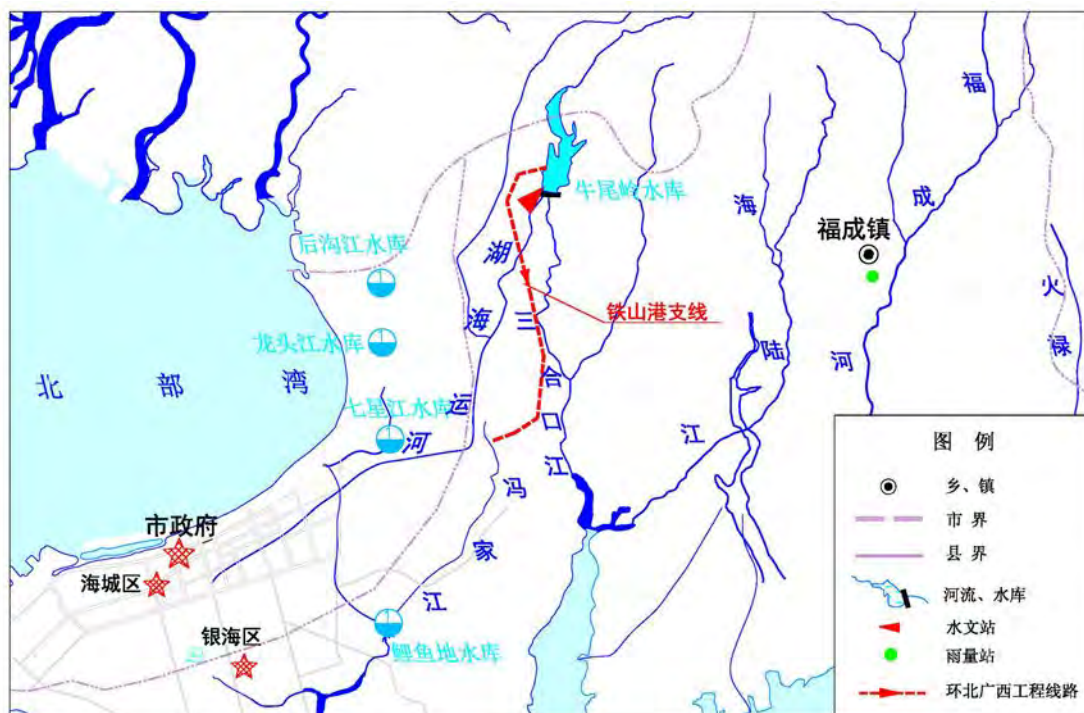 福
牛尾岭水库
海
成
福成镇
后沟江水库
湖
火
铁山港支线
海
三
龙头江水库
陆
河
禄
北部湾
合
七星江水库
运
河
口
江
江
冯
家
江
市政府
海城区
银海区
鲤鱼地水库
图 例
乡、镇
市 界
县 界
河流、水库
水文站
雨量站
环北广西工程线路